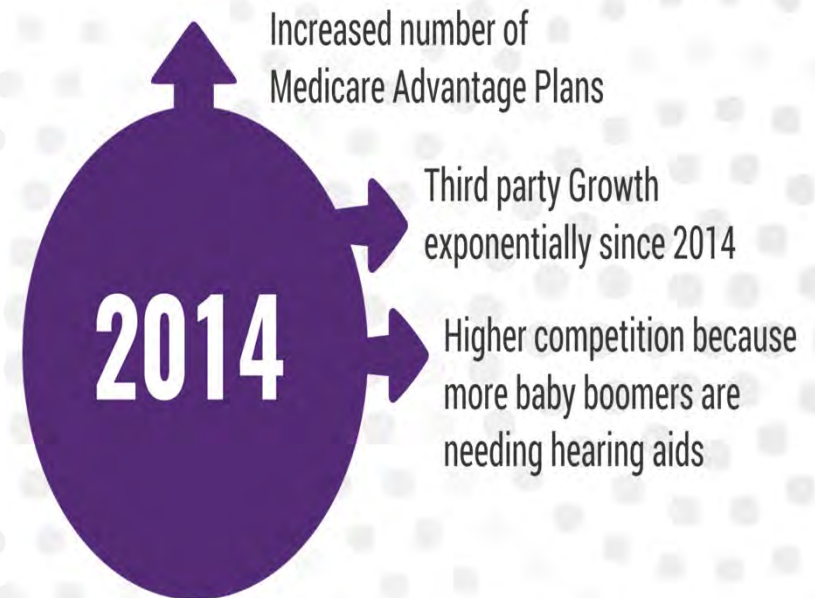 Increased number of
Medicare Advantage Plans
Third party Growth
exponentially since 2014
2014
Higher competition because
more baby boomers are
needing hearing aids